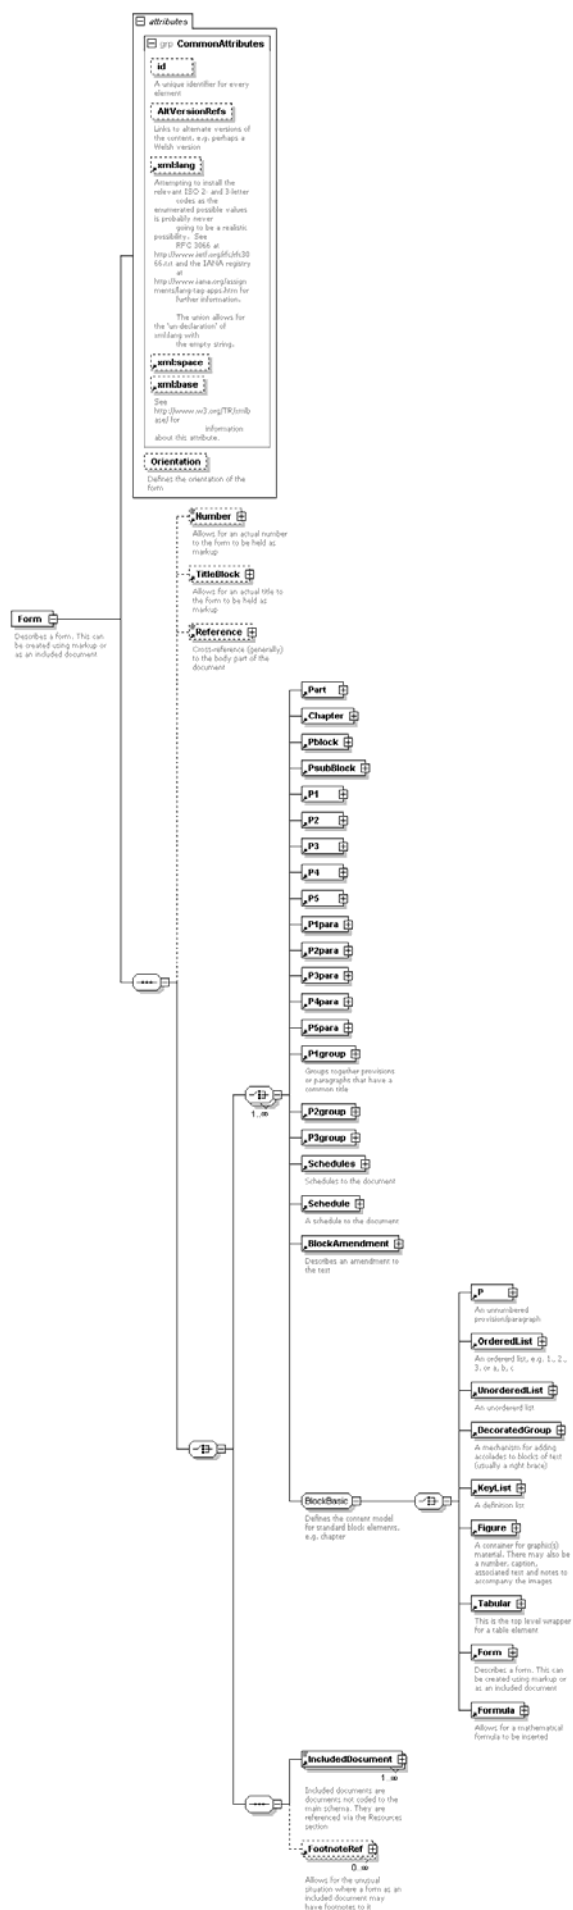 attributes
grp CommonAttributes
id
A unique identifier for every
element
AltVersionRefs
Links to alternate versions of
the content, e.g. perhaps a
Welsh version
xml:lang
Attempting to install the
relevant ISO 2- and 3-letter
codes as the
enumerated possible values
is probably never
going to be a realistic
possibility. See
RFC 3066 at
http://www.ietf.org/rfc/rfc30
66.txt and the IANA registry
at
http://www.iana.org/assign
ments/lang-tag-apps.htm for
further information.
The union allows for
the 'un-declaration' of
xml:lang with
the empty string.
xml:space
xml:base
See
http://www.w3.org/TR/xmlb
ase/ for
information
about this attribute.
Orientation
Defines the orientation of the
form
Number
Allows for an actual number
to the form to be held as
markup
TitleBlock
Allows for an actual title to
the form to be held as
markup
Form
Describes a form. This can
be created using markup or
as an included document
Reference
Cross-reference (generally)
to the body part of the
document
Part
Chapter
Pblock
PsubBlock
P1
P2
P3
P4
P5
P1para
P2para
P3para
P4para
P5para
P1group
Groups together provisions
or paragraphs that have a
common title
1..∞
P2group
P3group
Schedules
Schedules to the document
Schedule
A schedule to the document
BlockAmendment
Describes an amendment to
the text
P
An unnumbered
provision/paragraph
OrderedList
An ordererd list, e.g. 1., 2.,
3. or a, b, c
UnorderedList
An unordererd list
DecoratedGroup
A mechanism for adding
accolades to blocks of text
(usually a right brace)
KeyList
A definition list
BlockBasic
Defines the content model
for standard block elements,
e.g. chapter
Figure
A container for graphic(s)
material. There may also be
a number, caption,
associated text and notes to
accompany the images
Tabular
This is the top level wrapper
for a table element
Form
Describes a form. This can
be created using markup or
as an included document
Formula
Allows for a mathematical
formula to be inserted
IncludedDocument
1..∞
Included documents are
documents not coded to the
main schema. They are
referenced via the Resources
section
FootnoteRef
0..∞
Allows for the unusual
situation where a form as an
included document may
have footnotes to it